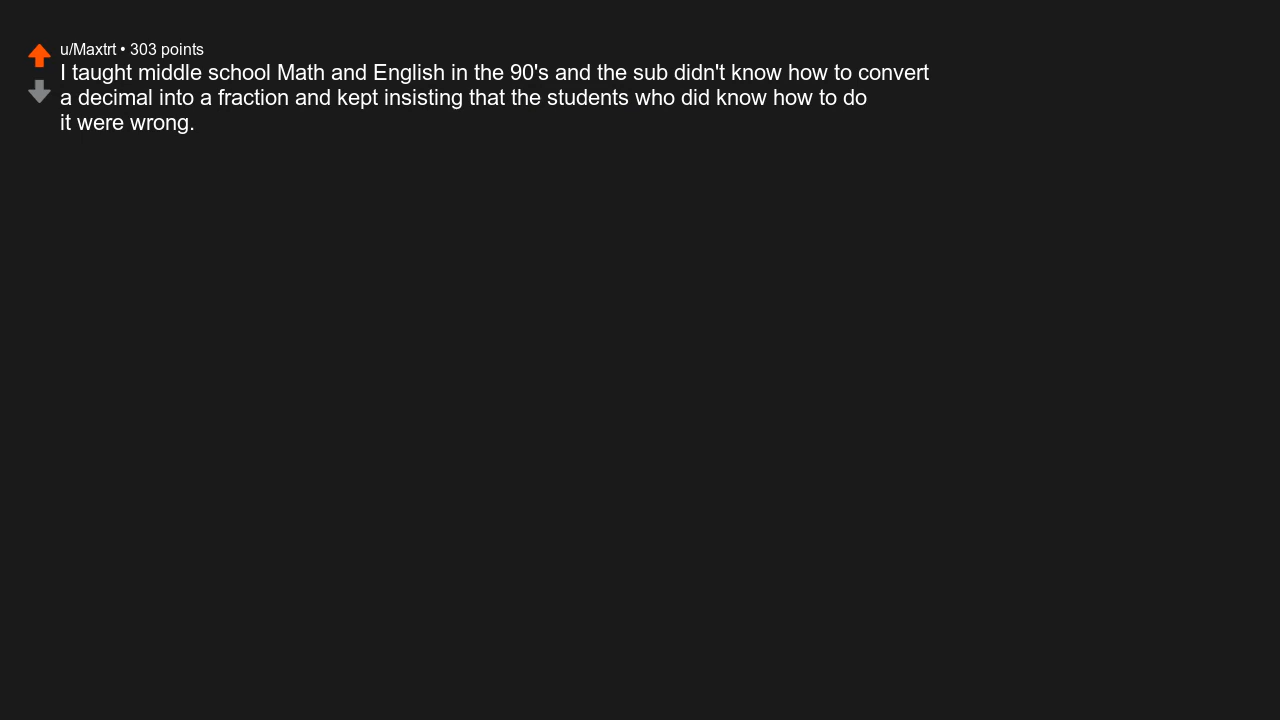 u/Maxtrt • 303 points
I taught middle school Math and English in the 90's and the sub didn't know how to convert
a decimal into a fraction and kept insisting that the students who did know how to do
it were wrong.